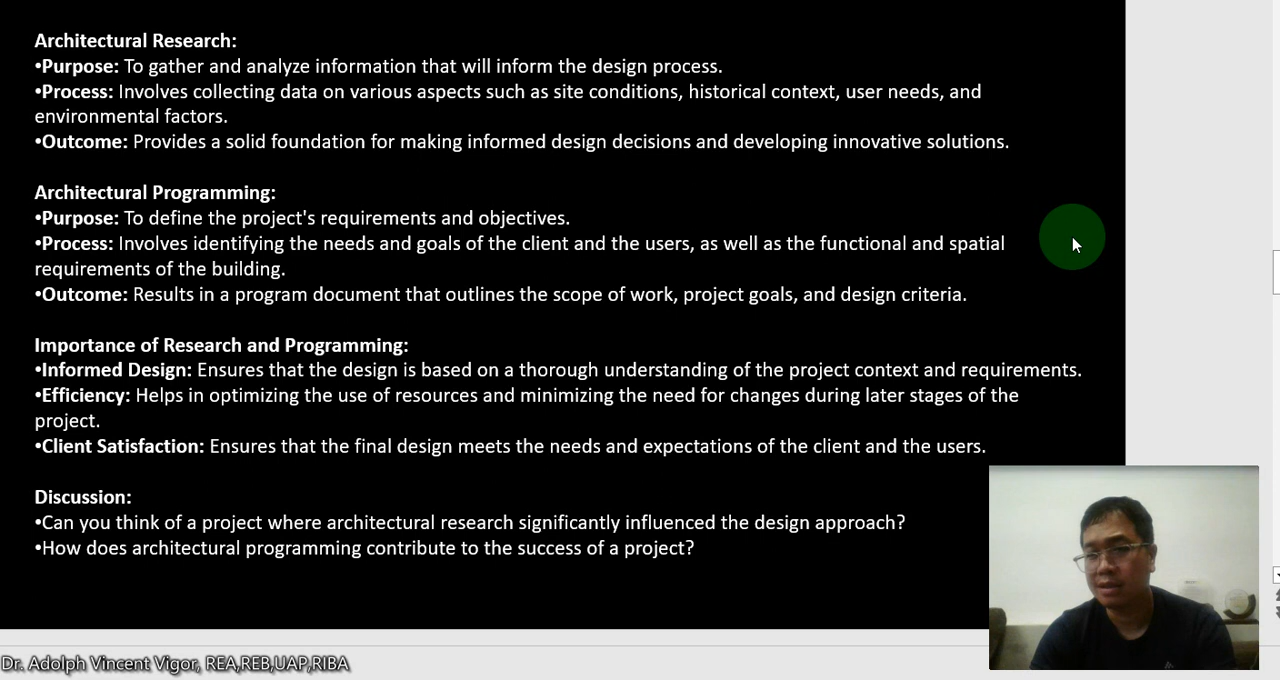 Architectural Research:
•Purpose: To gather and analyze information that will inform the design process.
•Process: Involves collecting data on various aspects such as site conditions, historical context, user needs, and
environmental factors.
•Outcome: Provides a solid foundation for making informed design decisions and developing innovative solutions.
Architectural Programming:
•Purpose: To define the project's requirements and objectives.
•Process: Involves identifying the needs and goals of the client and the users, as well as the functional and spatial
requirements of the building.
•Outcome: Results in a program document that outlines the scope of work, project goals, and design criteria.
Importance of Research and Programming:
•Informed Design: Ensures that the design is based on a thorough understanding of the project context and requirements.
•Efficiency: Helps in optimizing the use of resources and minimizing the need for changes during later stages of the
project.
•Client Satisfaction: Ensures that the final design meets the needs and expectations of the client and the users.
Discussion:
•Can you think of a project where architectural research significantly influenced the design approach?
•How does architectural programming contribute to the success of a project?
Dr. Adolph Vincent Vigor, REA,REB,UAP,RIBA